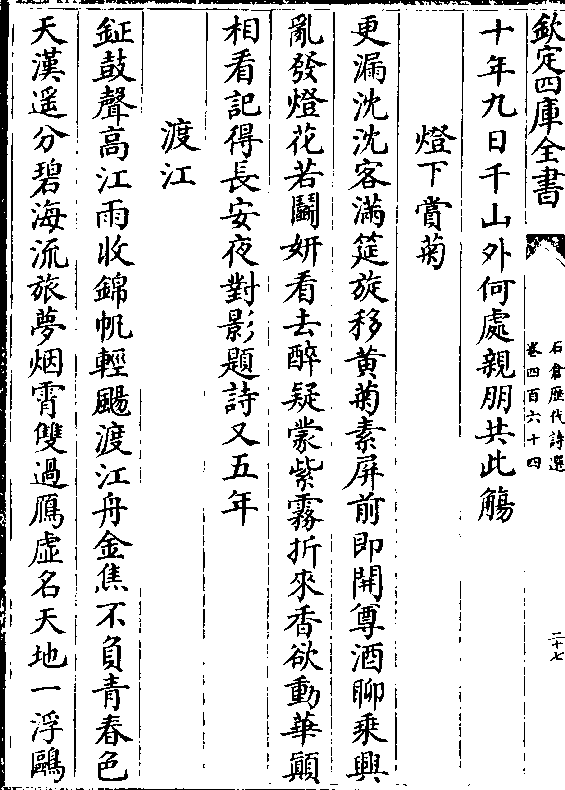 欽定四庫全書
石倉歴代詩選
卷四百六十四
二十七
十年九日千山外何處親朋共此觴
燈下賞菊
更漏沈沈客滿筵旋移黄菊素屏前即開尊酒聊乘興
亂發燈花若鬭妍看去醉疑蒙紫霧折來香欲動華顛
相看記得長安夜對影題詩又五年
渡江
鉦鼓聲高江雨收錦帆輕颺渡江舟金焦不負青春色
天漢遥分碧海流旅夢烟霄雙過鴈虚名天地一浮鷗